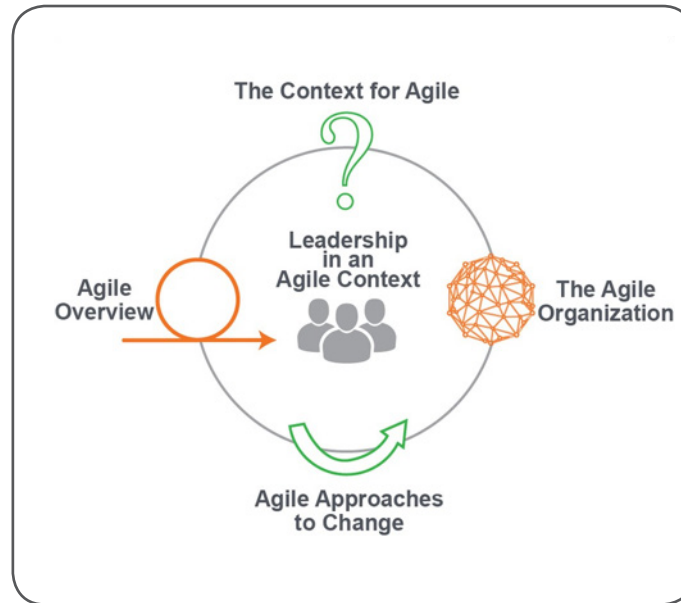 The Context for Agile
Leadership
in an
Agile Context
Agile
Overview
The Agile
Organization
Agile Approaches
to Change